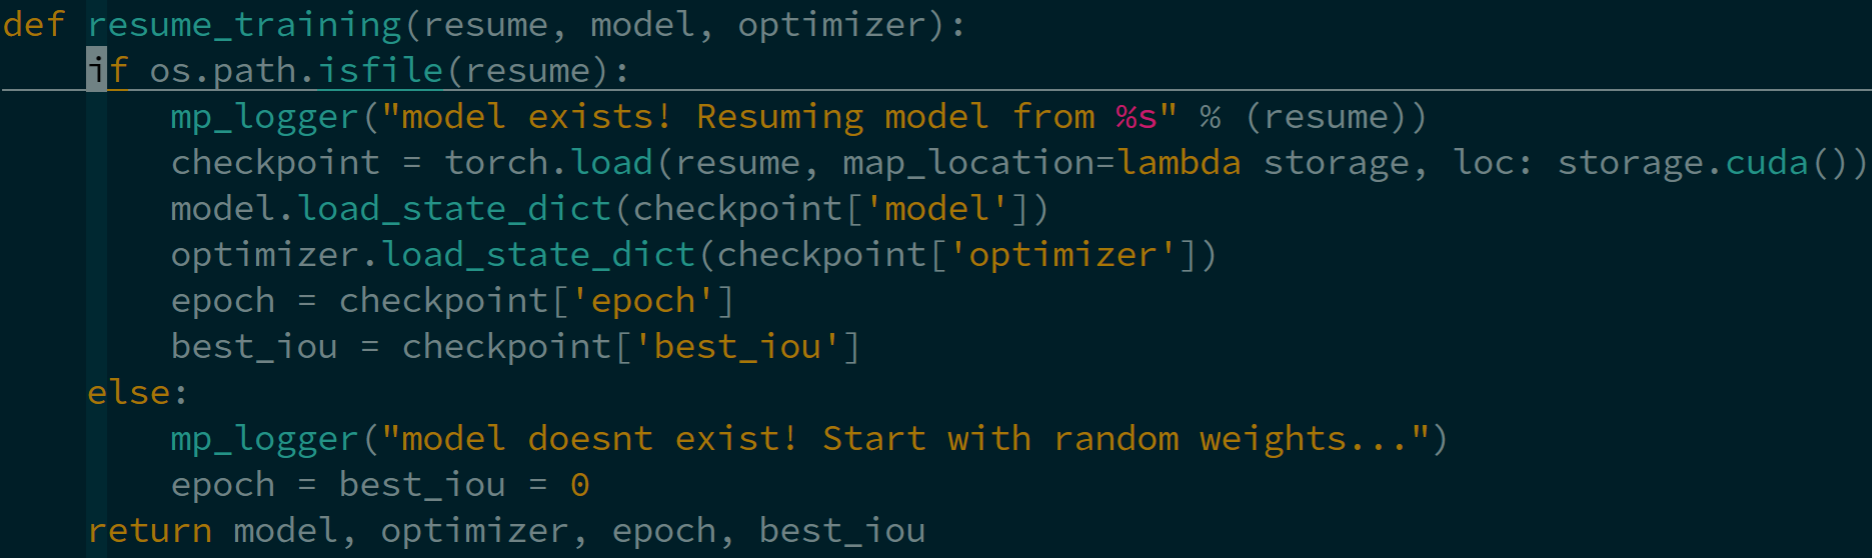 def resume_training(resume, model, optimizer):
    if os.path.isfile(resume):
        mp_logger("model exists! Resuming model from %s" % (resume))
        checkpoint = torch.load(resume, map_location=lambda storage, loc: storage.cuda())
        model.load_state_dict(checkpoint['model'])
        optimizer.load_state_dict(checkpoint['optimizer'])
        epoch = checkpoint['epoch']
        best_iou = checkpoint['best_iou']
    else:
        mp_logger("model doesnt exist! Start with random weights...")
        epoch = best_iou = 0
    return model, optimizer, epoch, best_iou